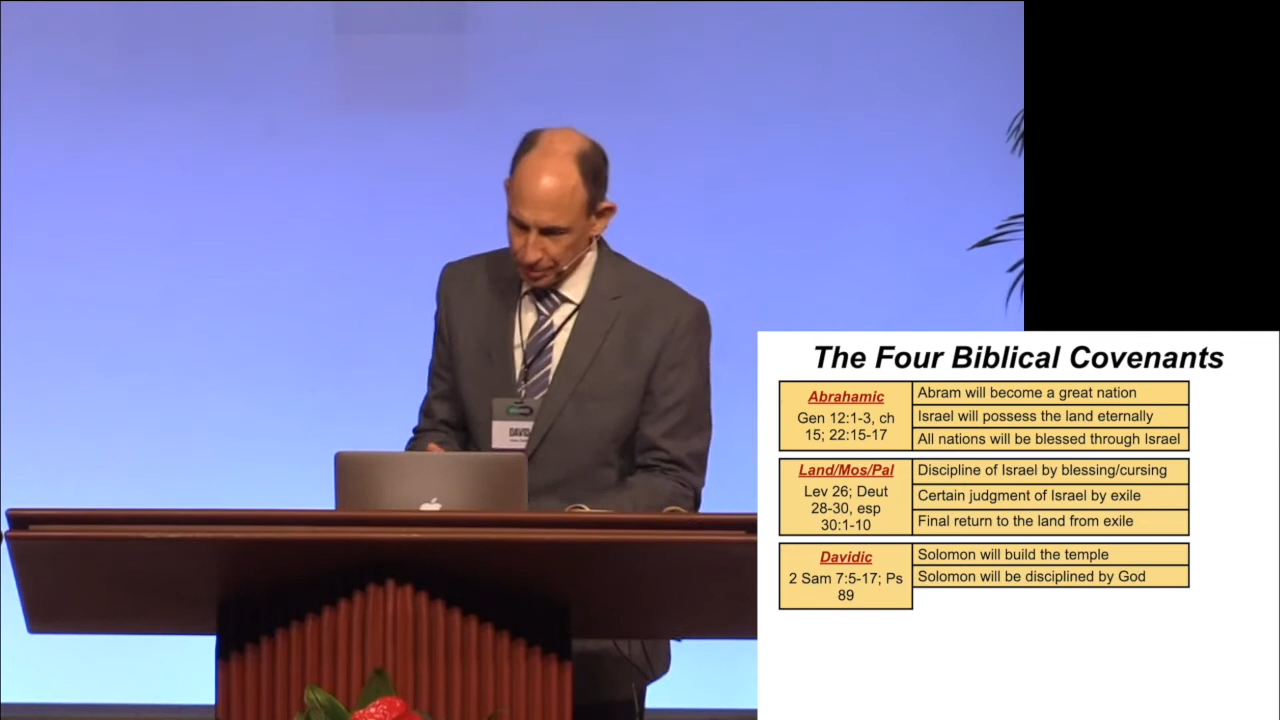 The Four Biblical Covenants
Abrahamic
Gen 12:1-3, ch
15; 22:15-17
Abram will become a great nation
Israel will possess the land eternally
All nations will be blessed through Israel
Land/Mos/Pal
Lev 26; Deut
28-30, esp
30:1-10
Discipline of Israel by blessing/cursing
Certain judgment of Israel by exile
Final return to the land from exile
Davidic
2 Sam 7:5-17; Ps
89
Solomon will build the temple
Solomon will be disciplined by God
DAVID